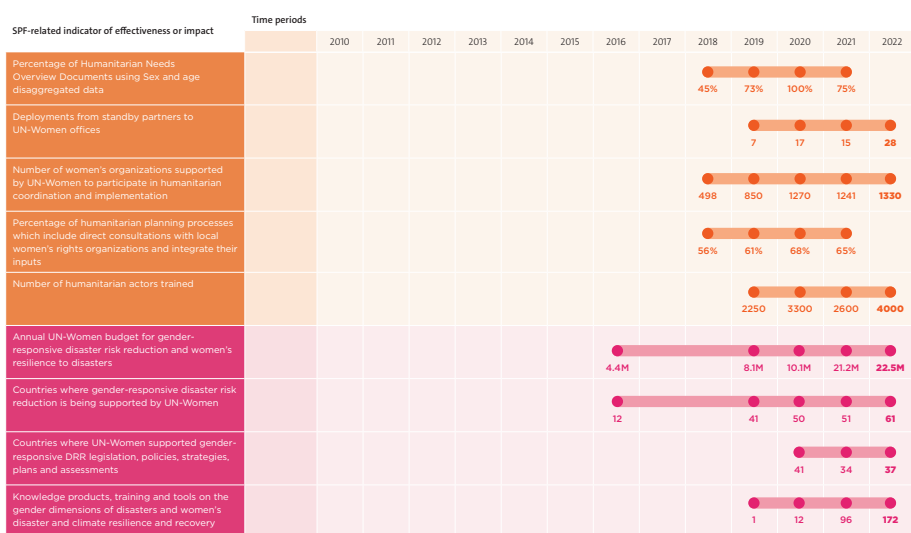 Time periods
SPF-related indicator of effectiveness or impact
2010 2011 2012 2013 2014 2015 2016 2017 2018 2019 2020 2021 2022
Percentage of Humanitarian Needs
Overview Documents using Sex and age
disaggregated data
45% 73% 100% 75%
Deployments from standby partners to
UN-Women offices
7 17 15 28
Number of women's organizations supported
by UN-Women to participate in humanitarian
coordination and implementation
498 850 1270 1241 1330
Percentage of humanitarian planning processes
which include direct consultations with local
women's rights organizations and integrate their
inputs
56% 61% 68% 65%
Number of humanitarian actors trained
2250 3300 2600 4000
Annual UN-Women budget for gender-
responsive disaster risk reduction and women's
resilience to disasters
4.4M 8.1M 10.1M 21.2M 22.5M
Countries where gender-responsive disaster risk
reduction is being supported by UN-Women
12 41 50 51 61
Countries where UN-Women supported gender-
responsive DRR legislation, policies, strategies,
plans and assessments
41 34 37
Knowledge products, training and tools on the
gender dimensions of disasters and women's
disaster and climate resilience and recovery
1 12 96 172